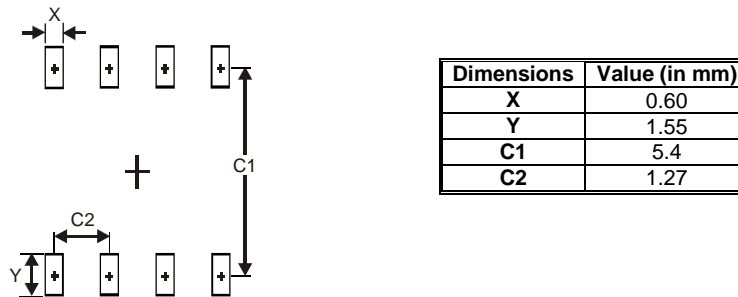 X
C1
C2
Y
Dimensions Value (in mm)
X 0.60
Y 1.55
C1 5.4
C2 1.27